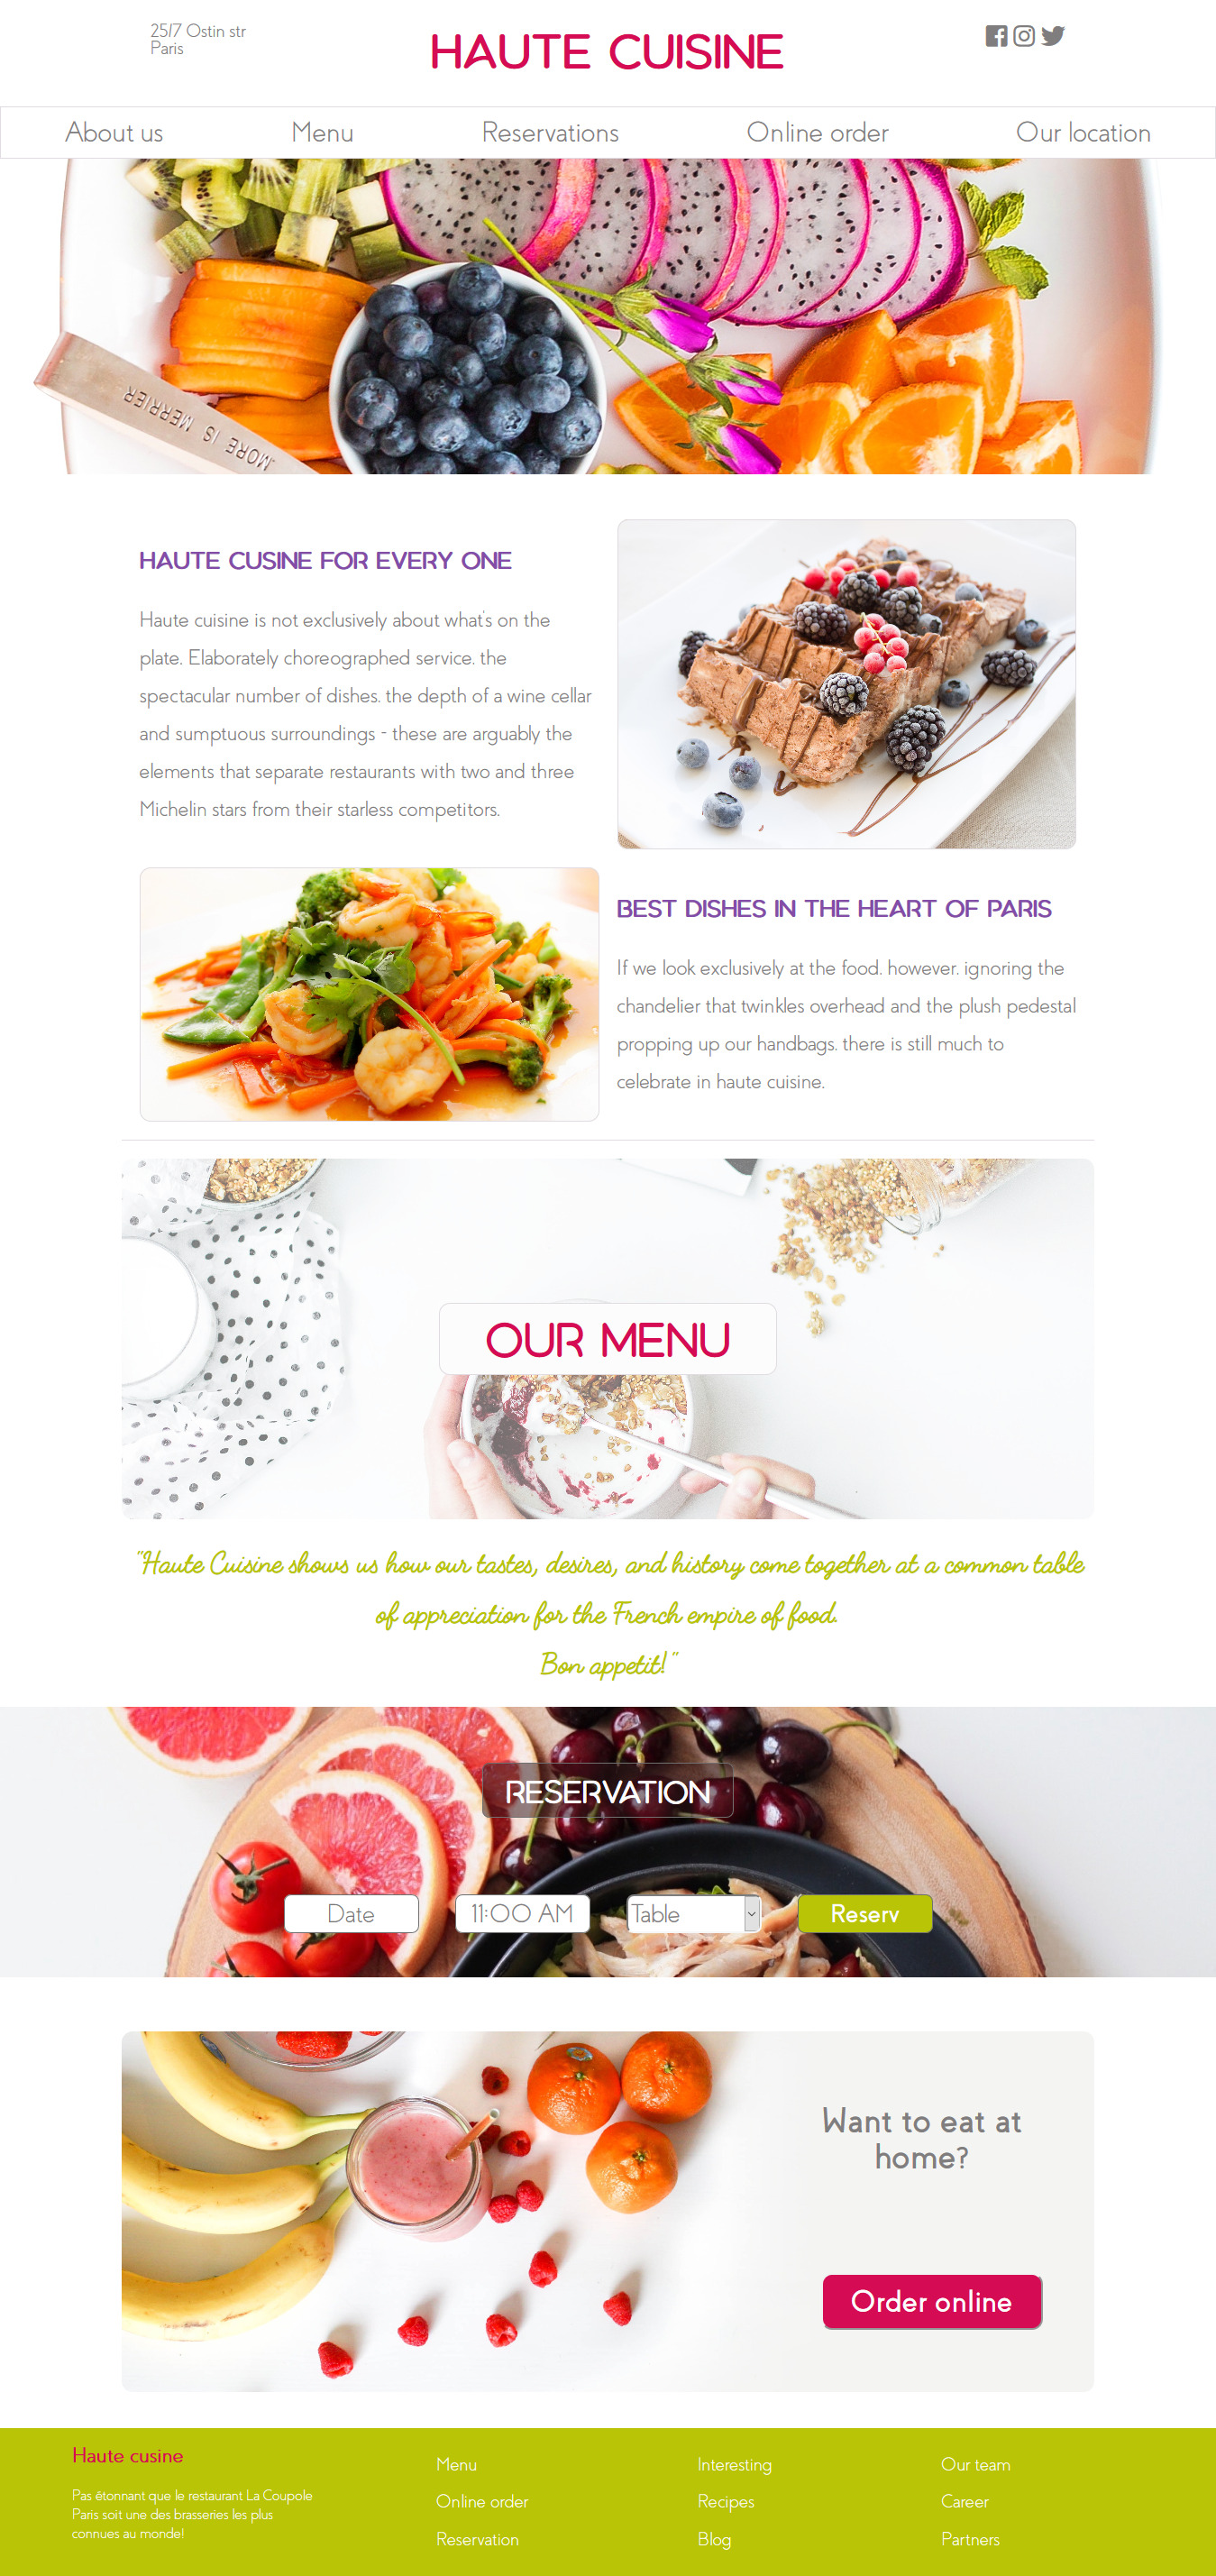 25/7 Ostin str
Paris
HAUTE CUISINE
About us
Menu
Reservations
Online order
Our location
MORE IS MERRIER
HAUTE CUSINE FOR EVERY ONE
Haute cuisine is not exclusively about what's on the
plate. Elaborately choreographed service. the
spectacular number of dishes. the depth of a wine cellar
and sumptuous surroundings - these are arguably the
elements that separate restaurants with two and three
Michelin stars from their starless competitors.
BEST DISHES IN THE HEART OF PARIS
If we look exclusively at the food. however. ignoring the
chandelier that twinkles overhead and the plush pedestal
propping up our handbags. there is still much to
celebrate in haute cuisine.
OUR MENU
"Haute Cuisine shows us how our tastes, desires, and history come together at a common table
of appreciation for the French empire of food.
Bon appetit! "
RESERVATION
Date
11:00 AM
Table
Reserv
Want to eat at
home?
Order online
Haute cusine
Pas étonnant que le restaurant La Coupole
Paris soit une des brasseries les plus
connues au monde!
Menu
Online order
Reservation
Interesting
Recipes
Blog
Our team
Career
Partners